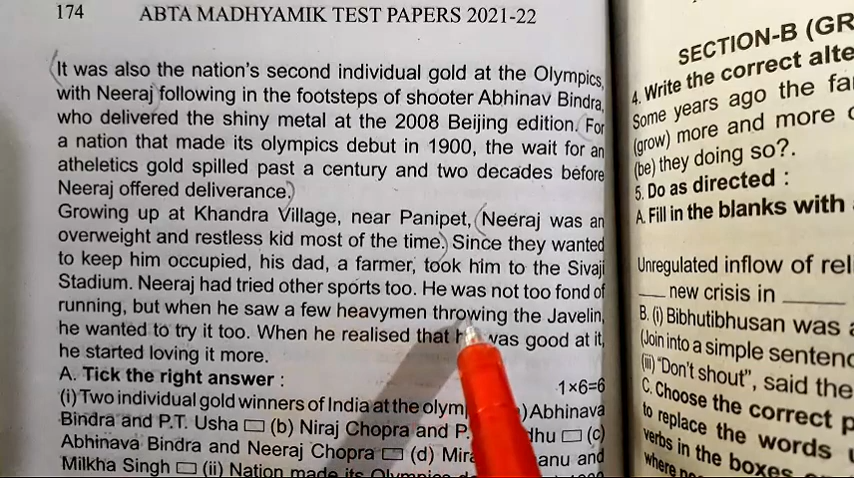 174 ABTA MADHYAMIK TEST PAPERS 2021-22
(It was also the nation's second individual gold at the Olympics,
with Neeraj following in the footsteps of shooter Abhinav Bindra,
who delivered the shiny metal at the 2008 Beijing edition. (For
a nation that made its olympics debut in 1900, the wait for an
atheletics gold spilled past a century and two decades before
Neeraj offered deliverance.)
Growing up at Khandra Village, near Panipet, (Neeraj was an
overweight and restless kid most of the time.) Since they wanted
to keep him occupied, his dad, a farmer, took him to the Sivaji
Stadium. Neeraj had tried other sports too. He was not too fond of
running, but when he saw a few heavymen throwing the Javelin,
he wanted to try it too. When he realised that was good at it,
he started loving it more.
A. Tick the right answer : 1×6=6
(i) Two individual gold winners of India at the Abhinava
Bindra and P.T. Usha (b) Niraj Chopra and P. (c)
Abhinava Bindra and Neeraj Chopra (d) and
Milkha Singh (ii) Nation made its
SECTION-B (GR
4. Write the correct alte
Some years ago the fa
(grow) more and more
(be) they doing so?.
5. Do as directed :
A. Fill in the blanks with
Unregulated inflow of rel
___ new crisis in ____
B. (i) Bibhutibhusan was a
(Join into a simple sentenc
(iii) "Don't shout", said the
C. Choose the correct p
to replace the words
verbs in the boxes
where